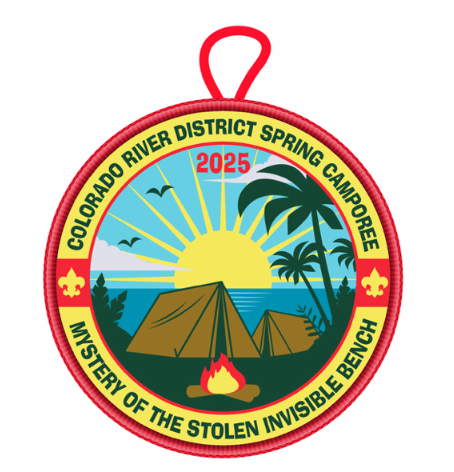 COLORADO RIVER DISTRICT SPRING CAMPOREE
2025
MYSTERY OF THE STOLEN INVISIBLE BENCH